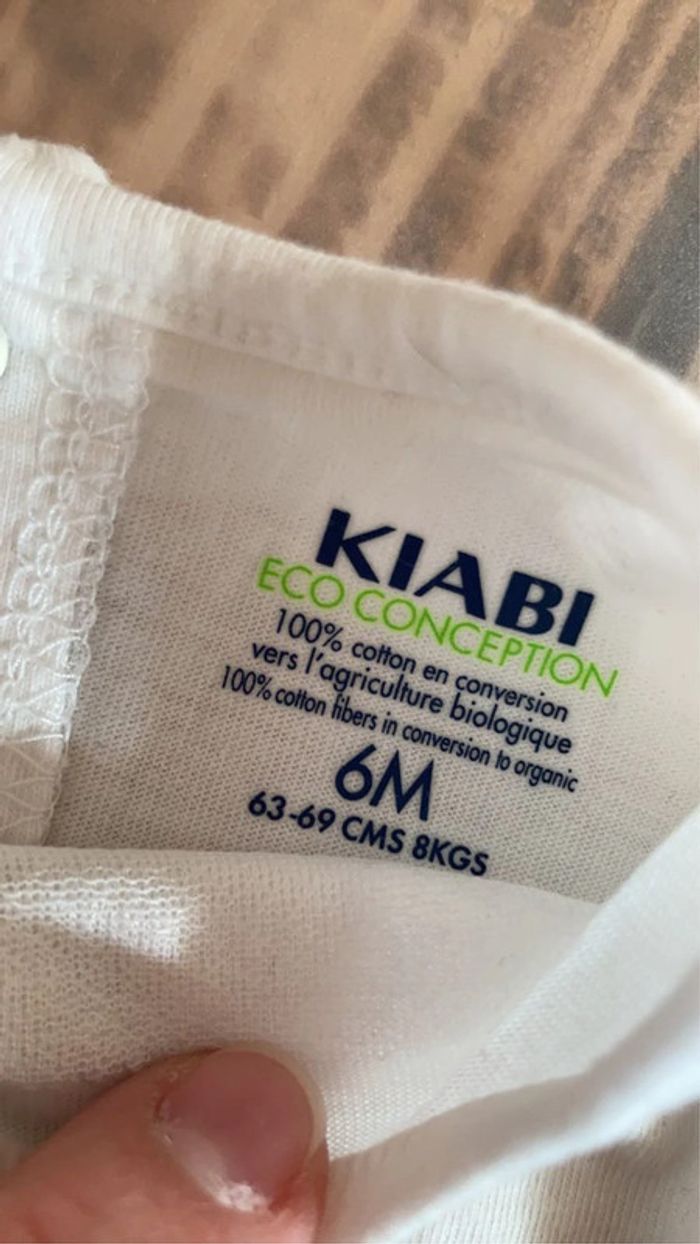 KIABI
ECO CONCEPTION
100% cotton en conversion
vers l'agriculture biologique
100% cotton fibers in conversion to organic
6M
63-69 CMS 8KGS